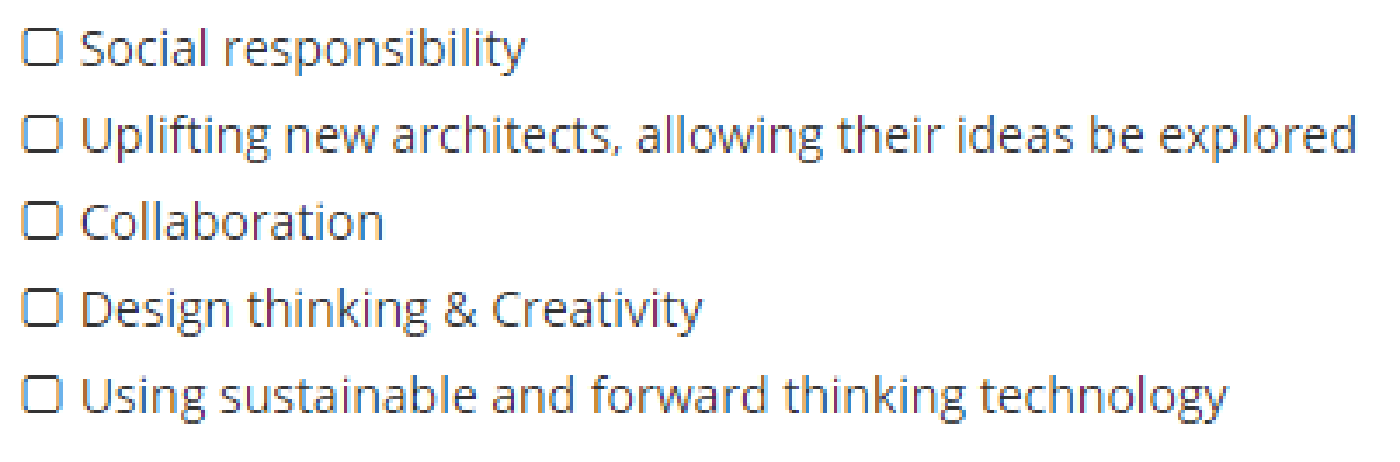 Social responsibility
Uplifting new architects, allowing their ideas be explored
Collaboration
Design thinking & Creativity
Using sustainable and forward thinking technology